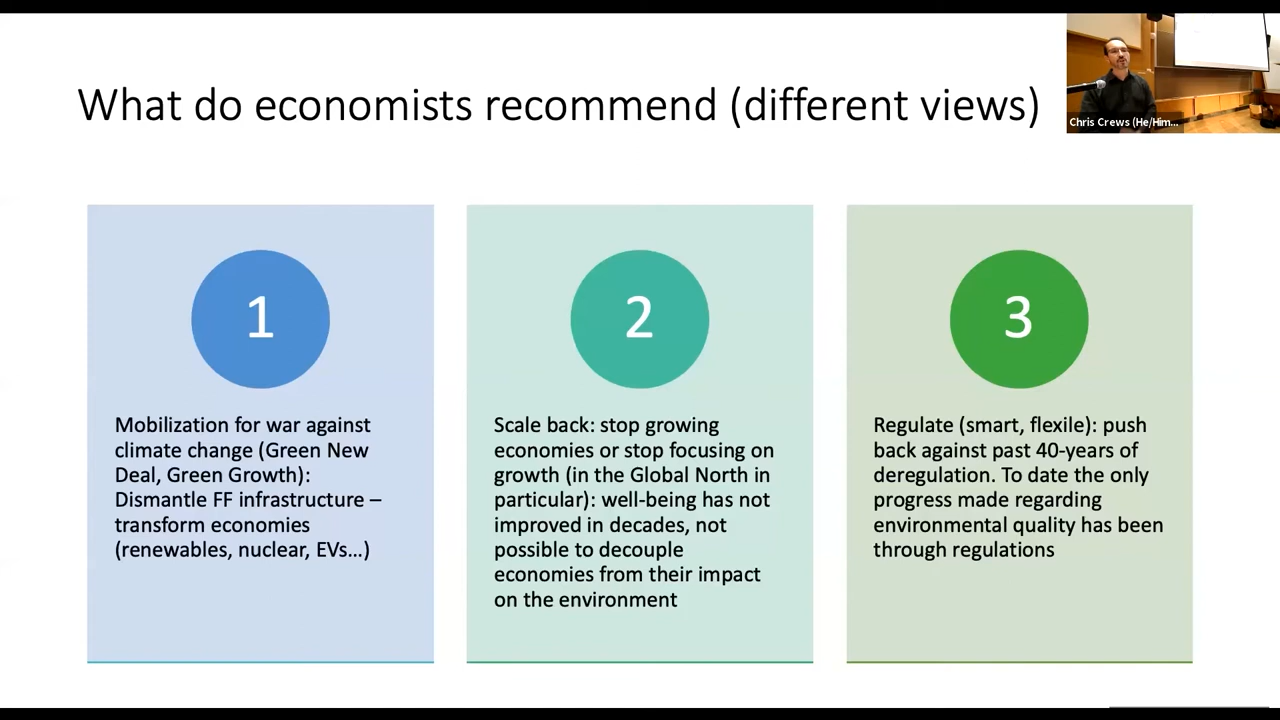 What do economists recommend (different views)
Chris Crews (He/Him...
1
Mobilization for war against
climate change (Green New
Deal, Green Growth):
Dismantle FF infrastructure –
transform economies
(renewables, nuclear, EVs…)
2
Scale back: stop growing
economies or stop focusing on
growth (in the Global North in
particular): well-being has not
improved in decades, not
possible to decouple
economies from their impact
on the environment
3
Regulate (smart, flexile): push
back against past 40-years of
deregulation. To date the only
progress made regarding
environmental quality has been
through regulations